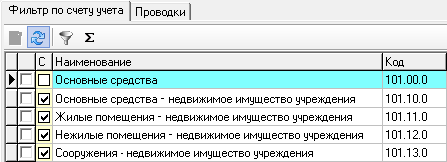 Фильтр по счету учета Проводки
Σ
С Наименование Код
Основные средства 101.00.0
Основные средства - недвижимое имущество учреждения 101.10.0
Жилые помещения - недвижимое имущество учреждения 101.11.0
Нежилые помещения - недвижимое имущество учреждения 101.12.0
Сооружения - недвижимое имущество учреждения 101.13.0